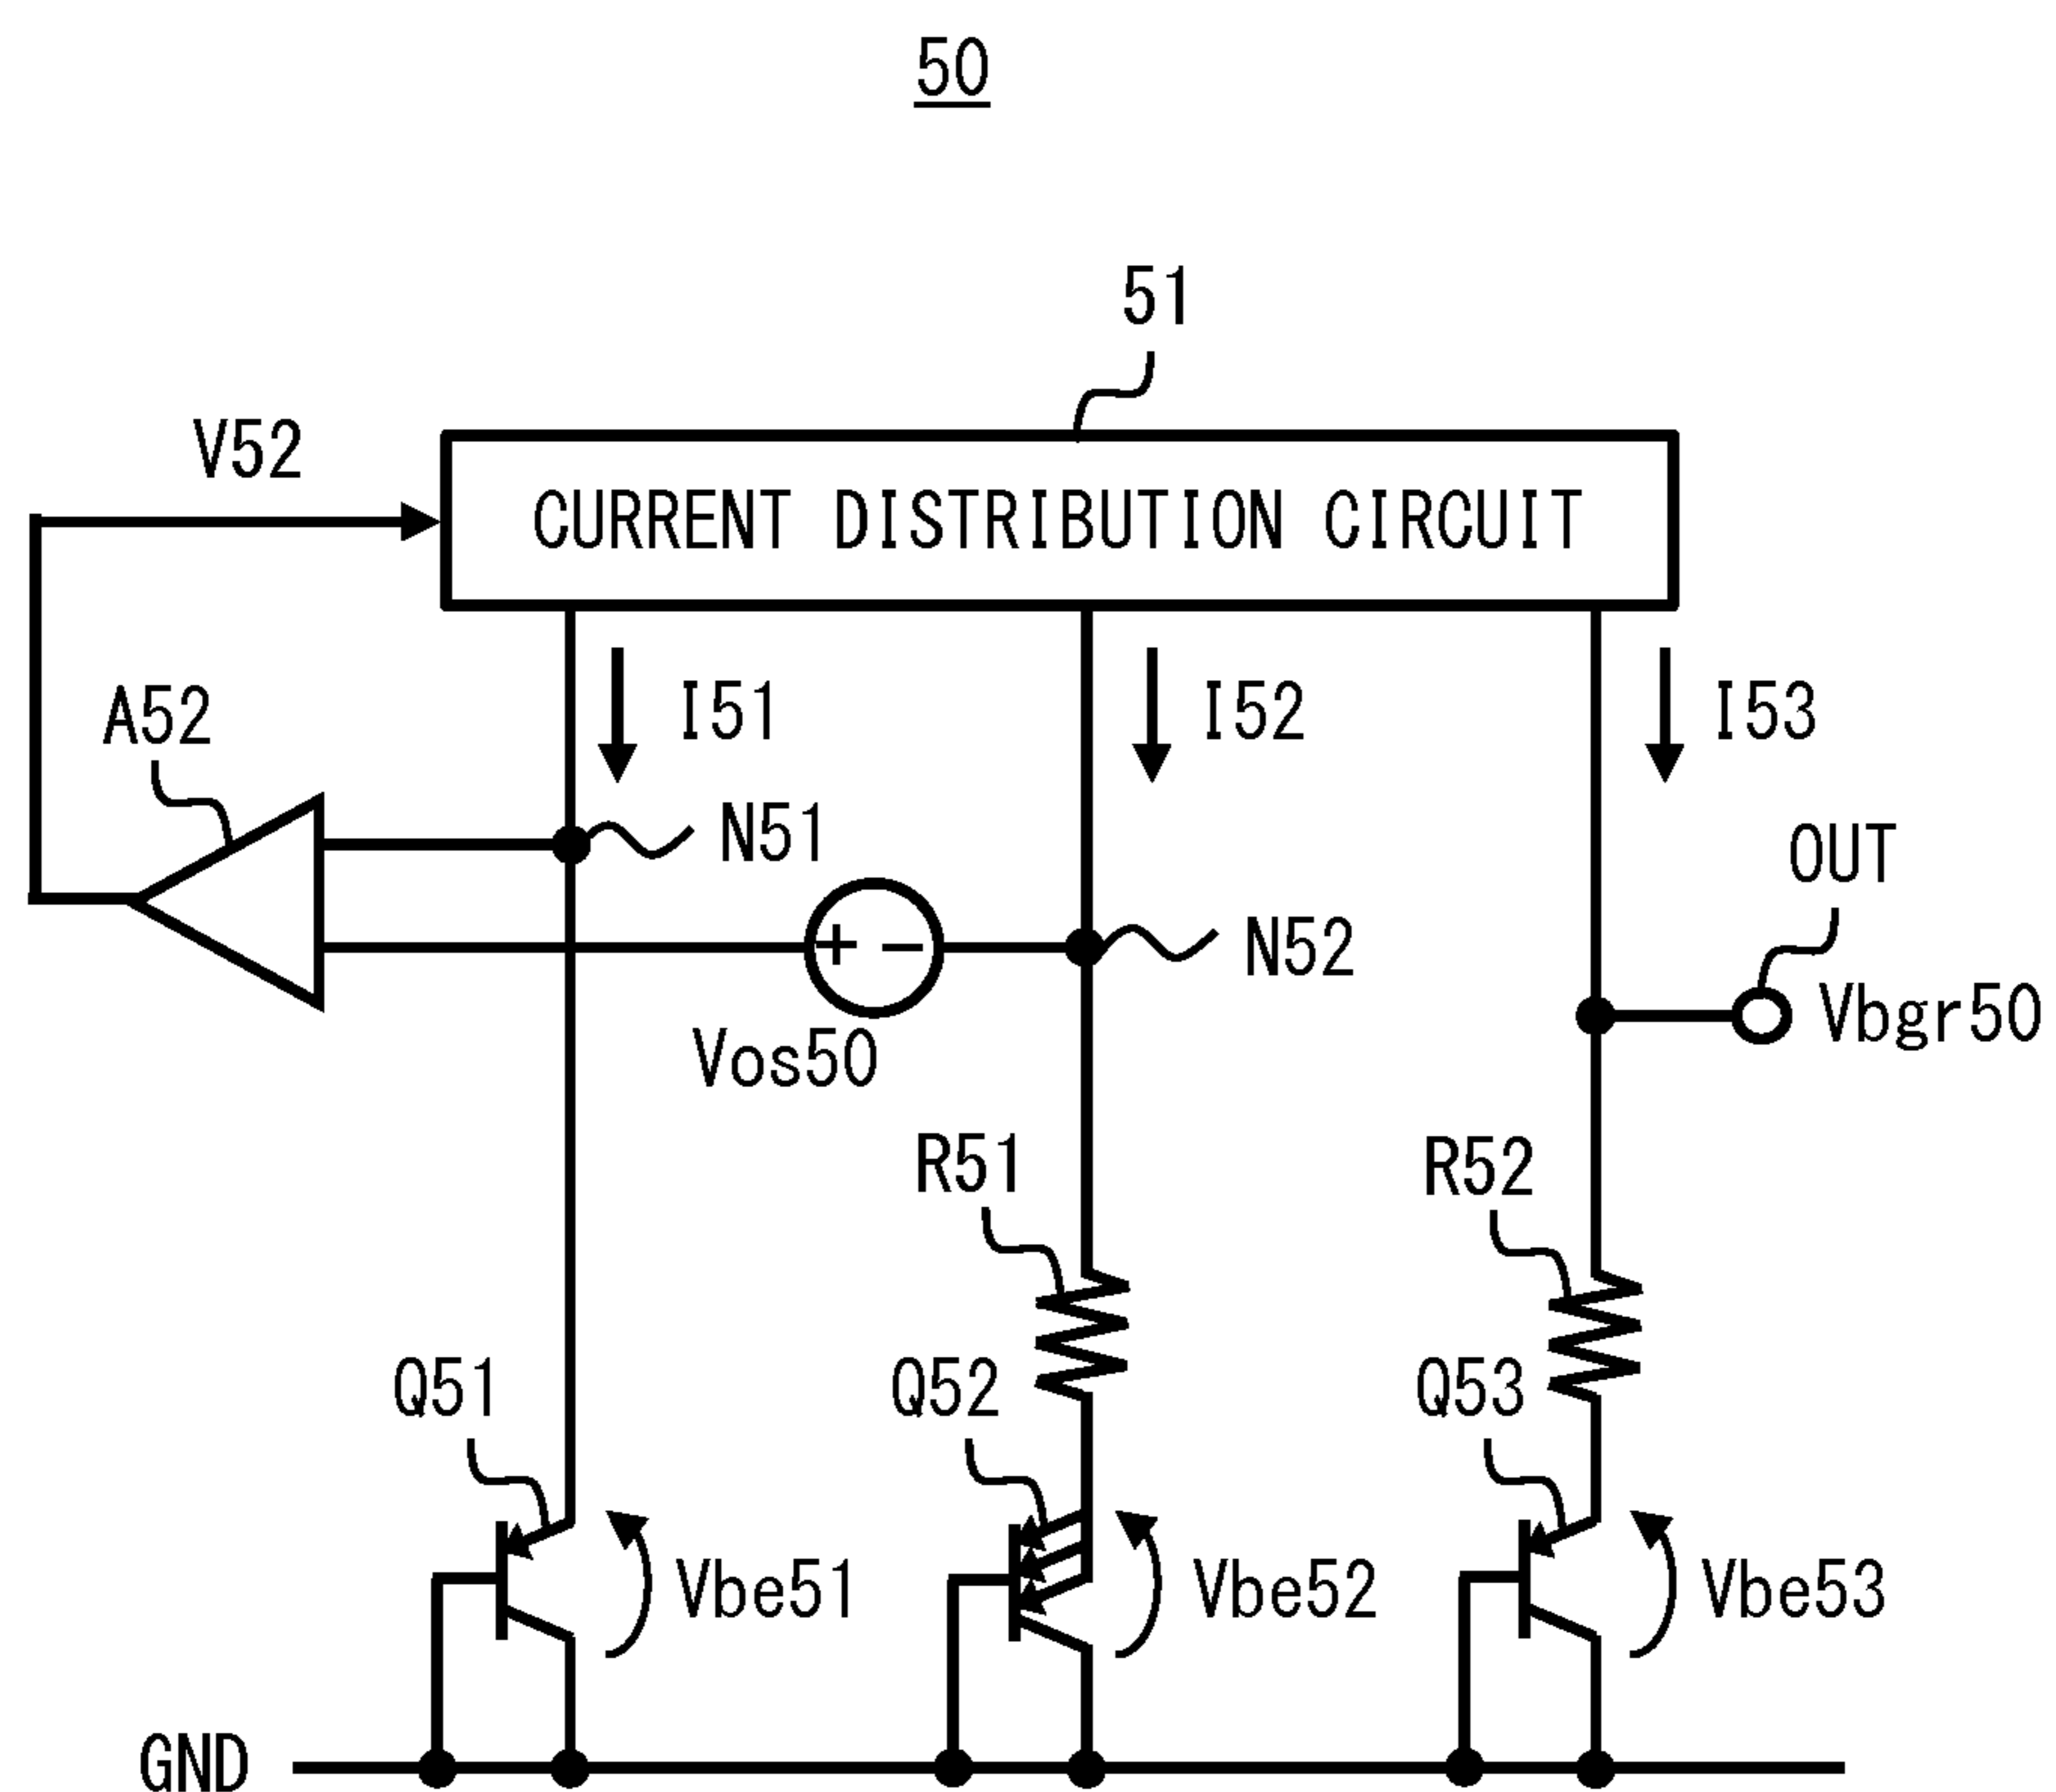 50
51
V52
CURRENT DISTRIBUTION CIRCUIT
A52
I51
I52
I53
N51
OUT
N52
+ -
Vos50
Vbgr50
R51
R52
Q51
Q52
Q53
Vbe51
Vbe52
Vbe53
GND